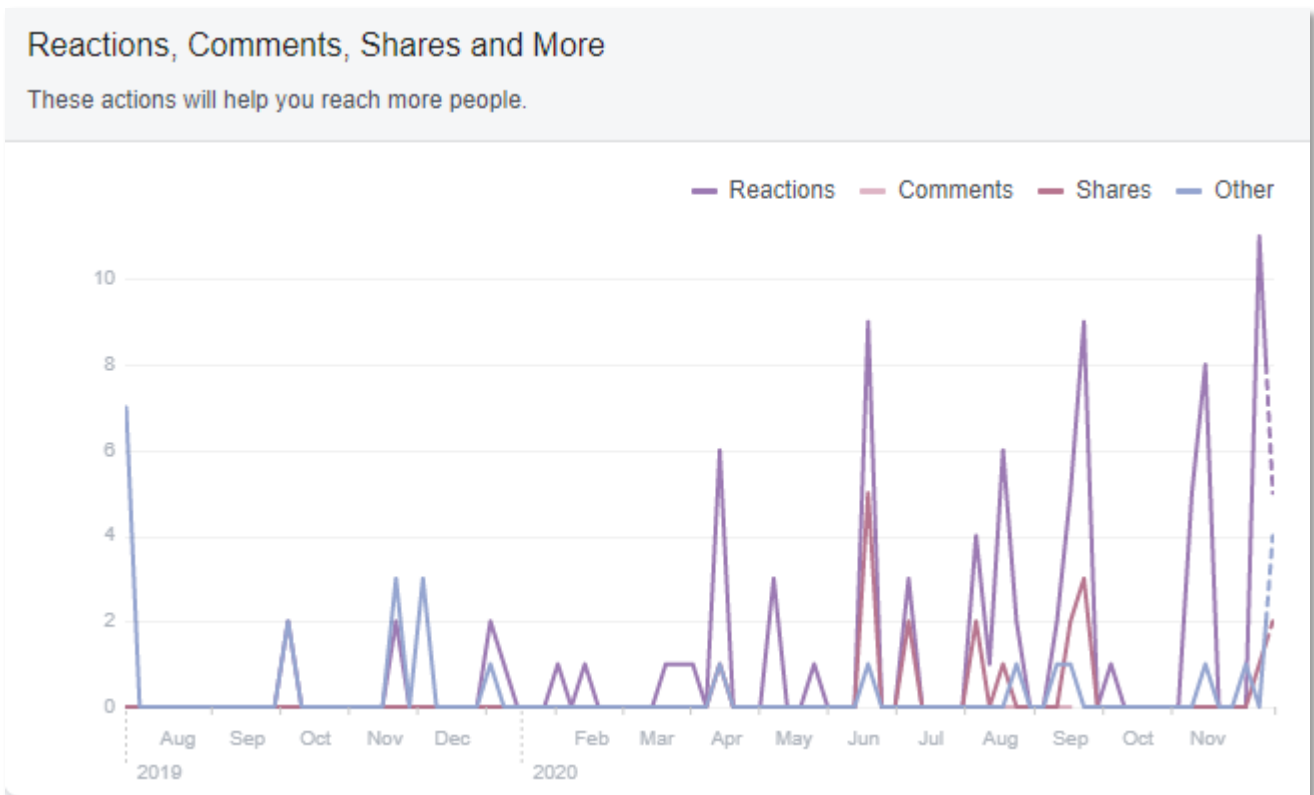 Reactions, Comments, Shares and More
These actions will help you reach more people.
Reactions Comments Shares Other
10
8
6
4
2
0
Aug Sep Oct Nov Dec Feb Mar Apr May Jun Jul Aug Sep Oct Nov
2019 2020